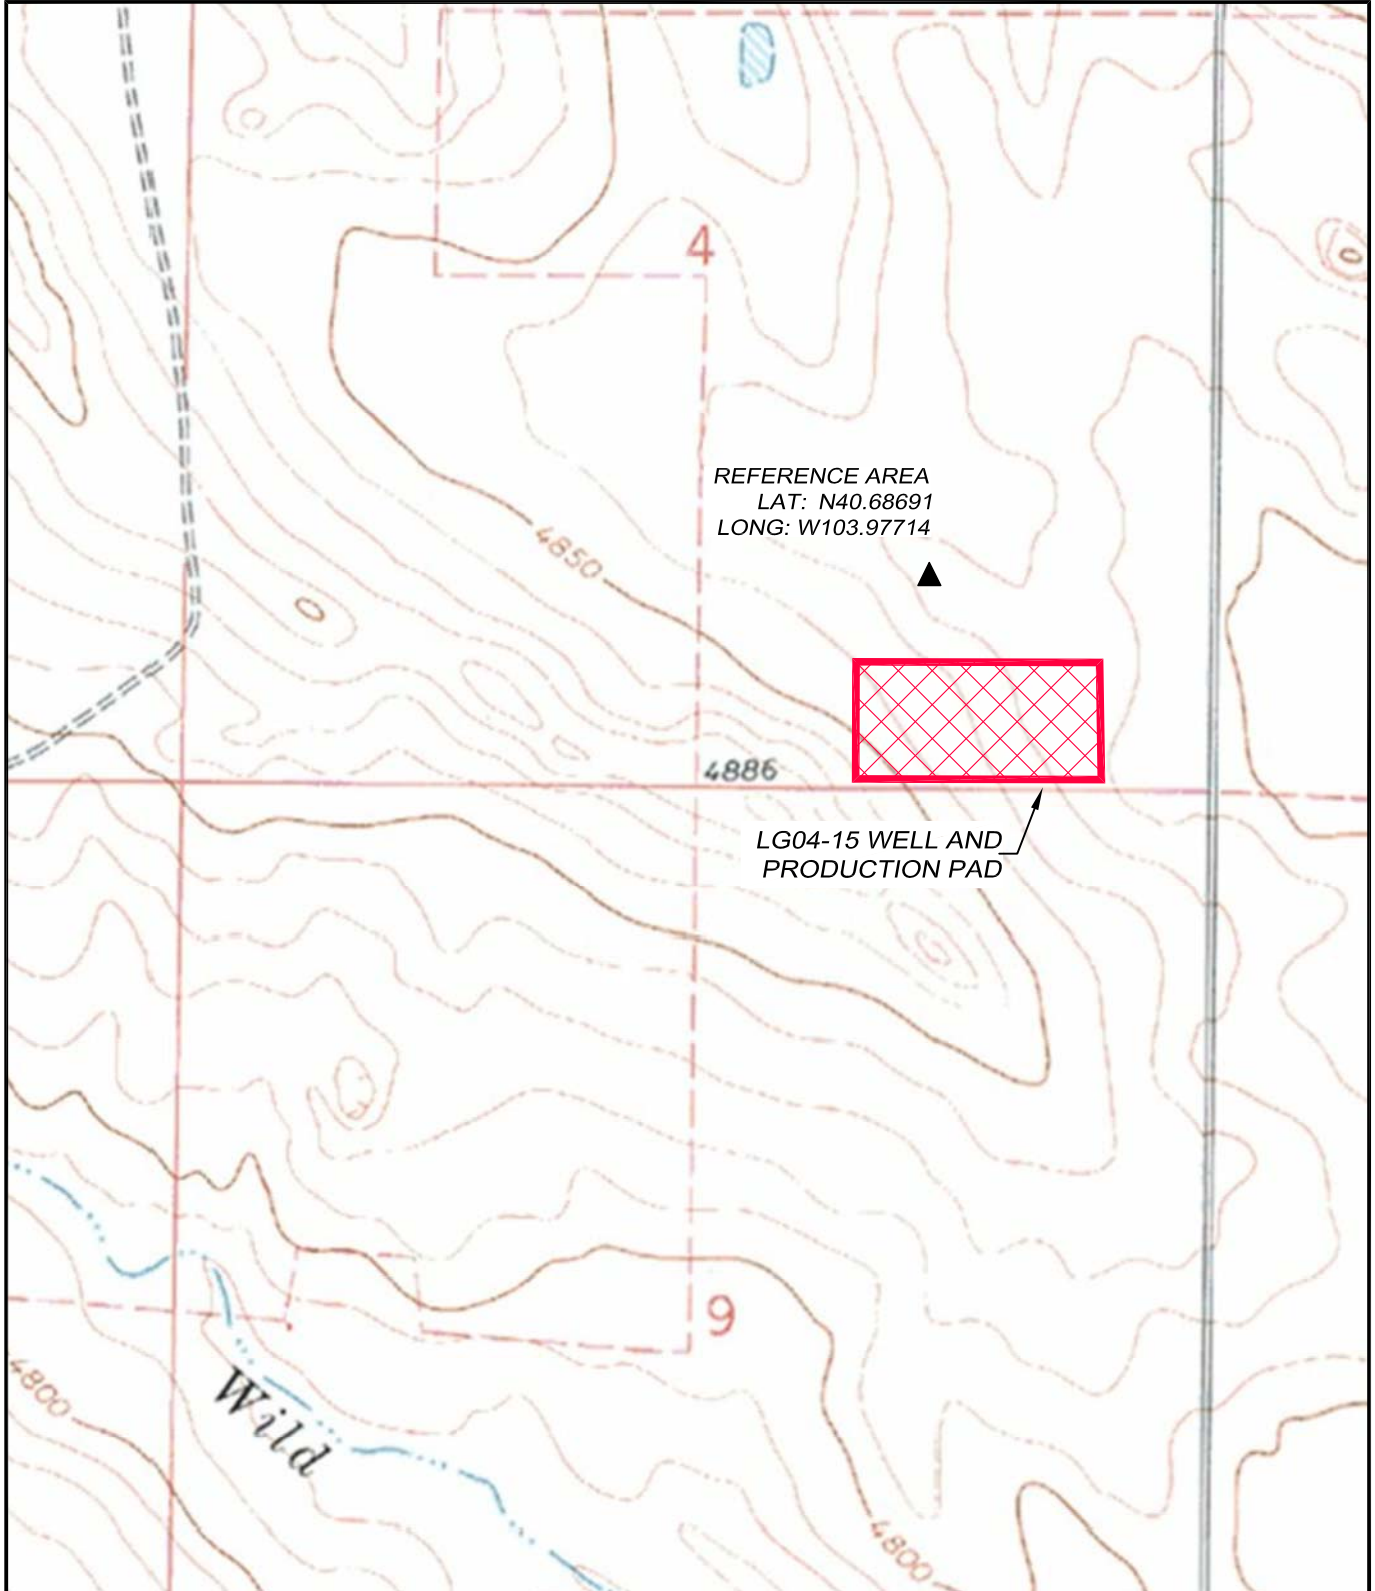 4
REFERENCE AREA
LAT: N40.68691
LONG: W103.97714
4850
4886
LG04-15 WELL AND
PRODUCTION PAD
9
4800
Wild
4800